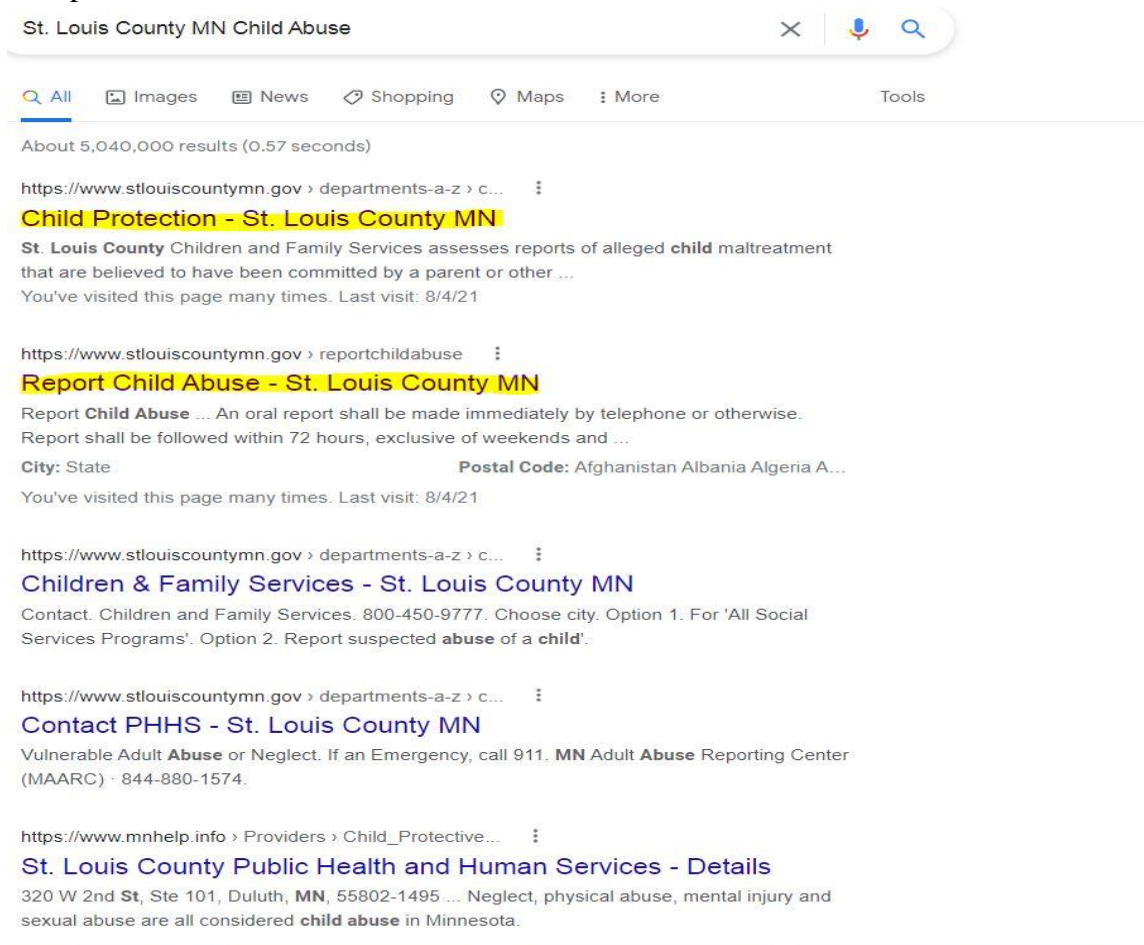 St. Louis County MN Child Abuse
All Images News Shopping Maps More Tools
About 5,040,000 results (0.57 seconds)
https://www.stlouiscountymn.gov › departments-a-z › c...
Child Protection - St. Louis County MN
St. Louis County Children and Family Services assesses reports of alleged child maltreatment
that are believed to have been committed by a parent or other ...
You've visited this page many times. Last visit: 8/4/21
https://www.stlouiscountymn.gov › reportchildabuse
Report Child Abuse - St. Louis County MN
Report Child Abuse ... An oral report shall be made immediately by telephone or otherwise.
Report shall be followed within 72 hours, exclusive of weekends and ...
City: State Postal Code: Afghanistan Albania Algeria A...
You've visited this page many times. Last visit: 8/4/21
https://www.stlouiscountymn.gov › departments-a-z › c...
Children & Family Services - St. Louis County MN
Contact. Children and Family Services. 800-450-9777. Choose city. Option 1. For 'All Social
Services Programs'. Option 2. Report suspected abuse of a child'.
https://www.stlouiscountymn.gov › departments-a-z › c...
Contact PHHS - St. Louis County MN
Vulnerable Adult Abuse or Neglect. If an Emergency, call 911. MN Adult Abuse Reporting Center
(MAARC) · 844-880-1574.
https://www.mnhelp.info › Providers › Child_Protective...
St. Louis County Public Health and Human Services - Details
320 W 2nd St, Ste 101, Duluth, MN, 55802-1495 ... Neglect, physical abuse, mental injury and
sexual abuse are all considered child abuse in Minnesota.